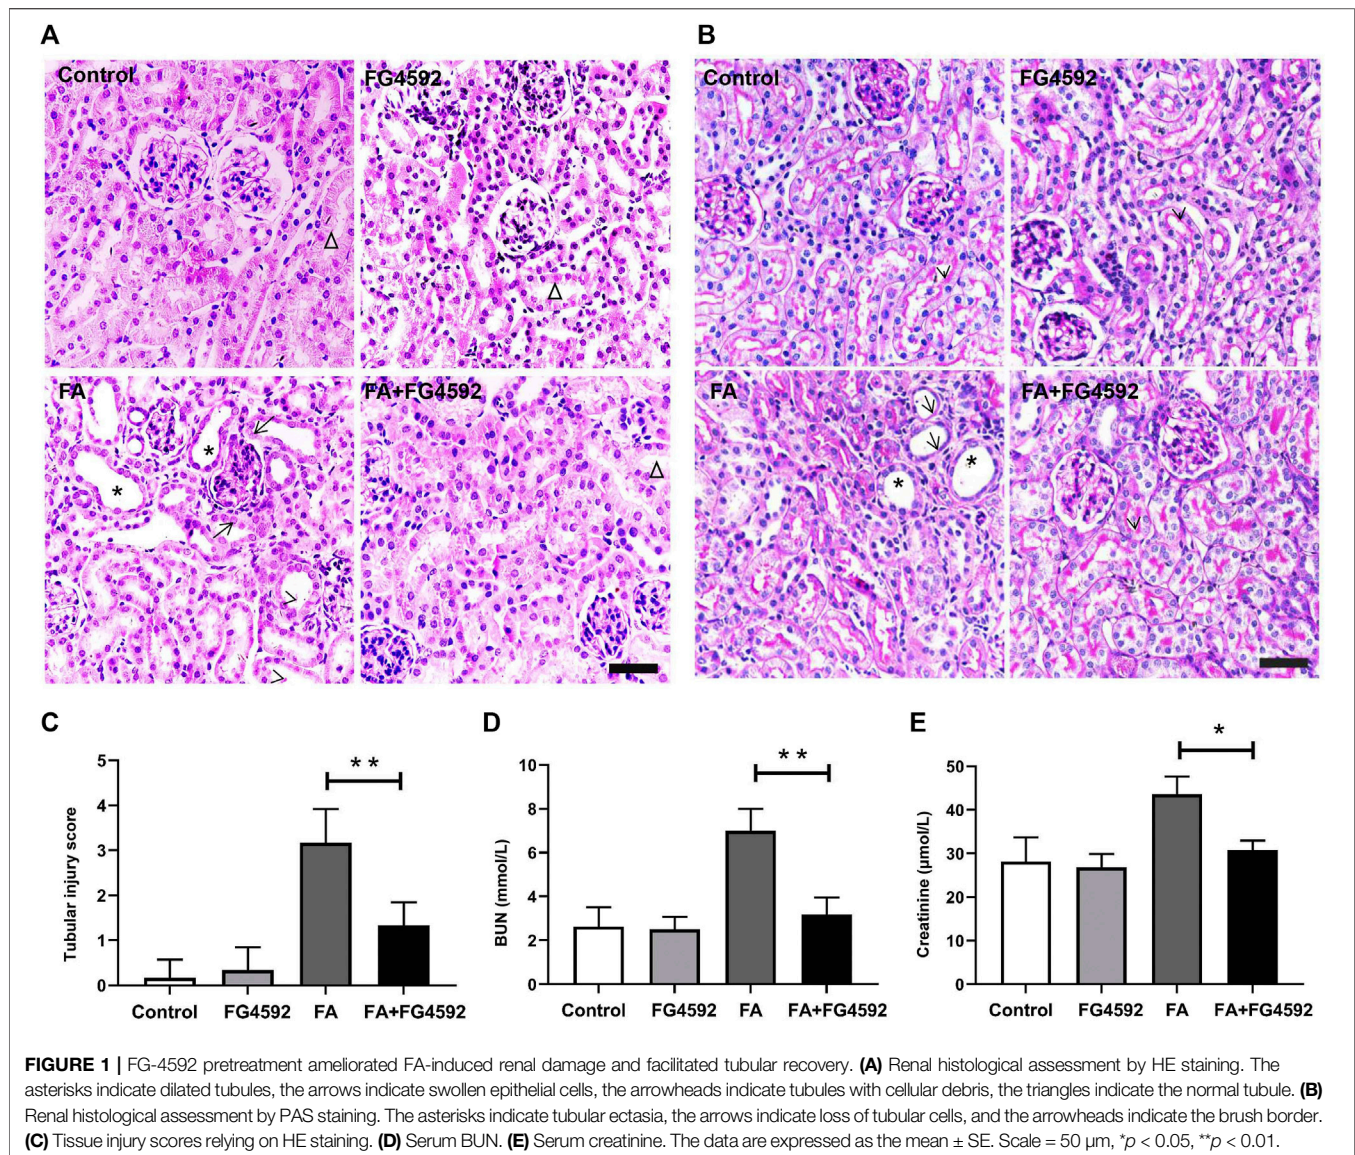 A
B
Control
FG4592
Control
FG4592
FA
FA+FG4592
FA
FA+FG4592
*
*
*
*
C
D
E
Tubular injury score
5
4
3
2
1
0
**
Control FG4592 FA FA+FG4592
BUN (mmol/L)
10
8
6
4
2
0
**
Control FG4592 FA FA+FG4592
Creatinine (µmol/L)
50
40
30
20
10
0
*
Control FG4592 FA FA+FG4592
FIGURE 1 | FG-4592 pretreatment ameliorated FA-induced renal damage and facilitated tubular recovery. (A) Renal histological assessment by HE staining. The
asterisks indicate dilated tubules, the arrows indicate swollen epithelial cells, the arrowheads indicate tubules with cellular debris, the triangles indicate the normal tubule. (B)
Renal histological assessment by PAS staining. The asterisks indicate tubular ectasia, the arrows indicate loss of tubular cells, and the arrowheads indicate the brush border.
(C) Tissue injury scores relying on HE staining. (D) Serum BUN. (E) Serum creatinine. The data are expressed as the mean ± SE. Scale = 50 µm, *p < 0.05, **p < 0.01.